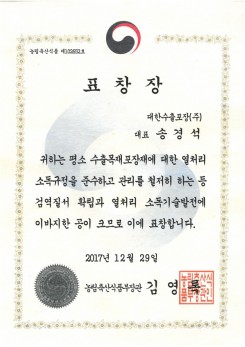 농림축산식품 제102652호
표 창 장
대한수출포장(주)
대표 송 경 석
귀하는 평소 수출목재포장재에 대한 열처리
소독규정을 준수하고 관리를 철저히 하는 등
검역질서 확립과 열처리 소독기술발전에
이바지한 공이 크므로 이에 표창합니다.
2017년 12월 29일
농림축산식품부장관 김 영 록